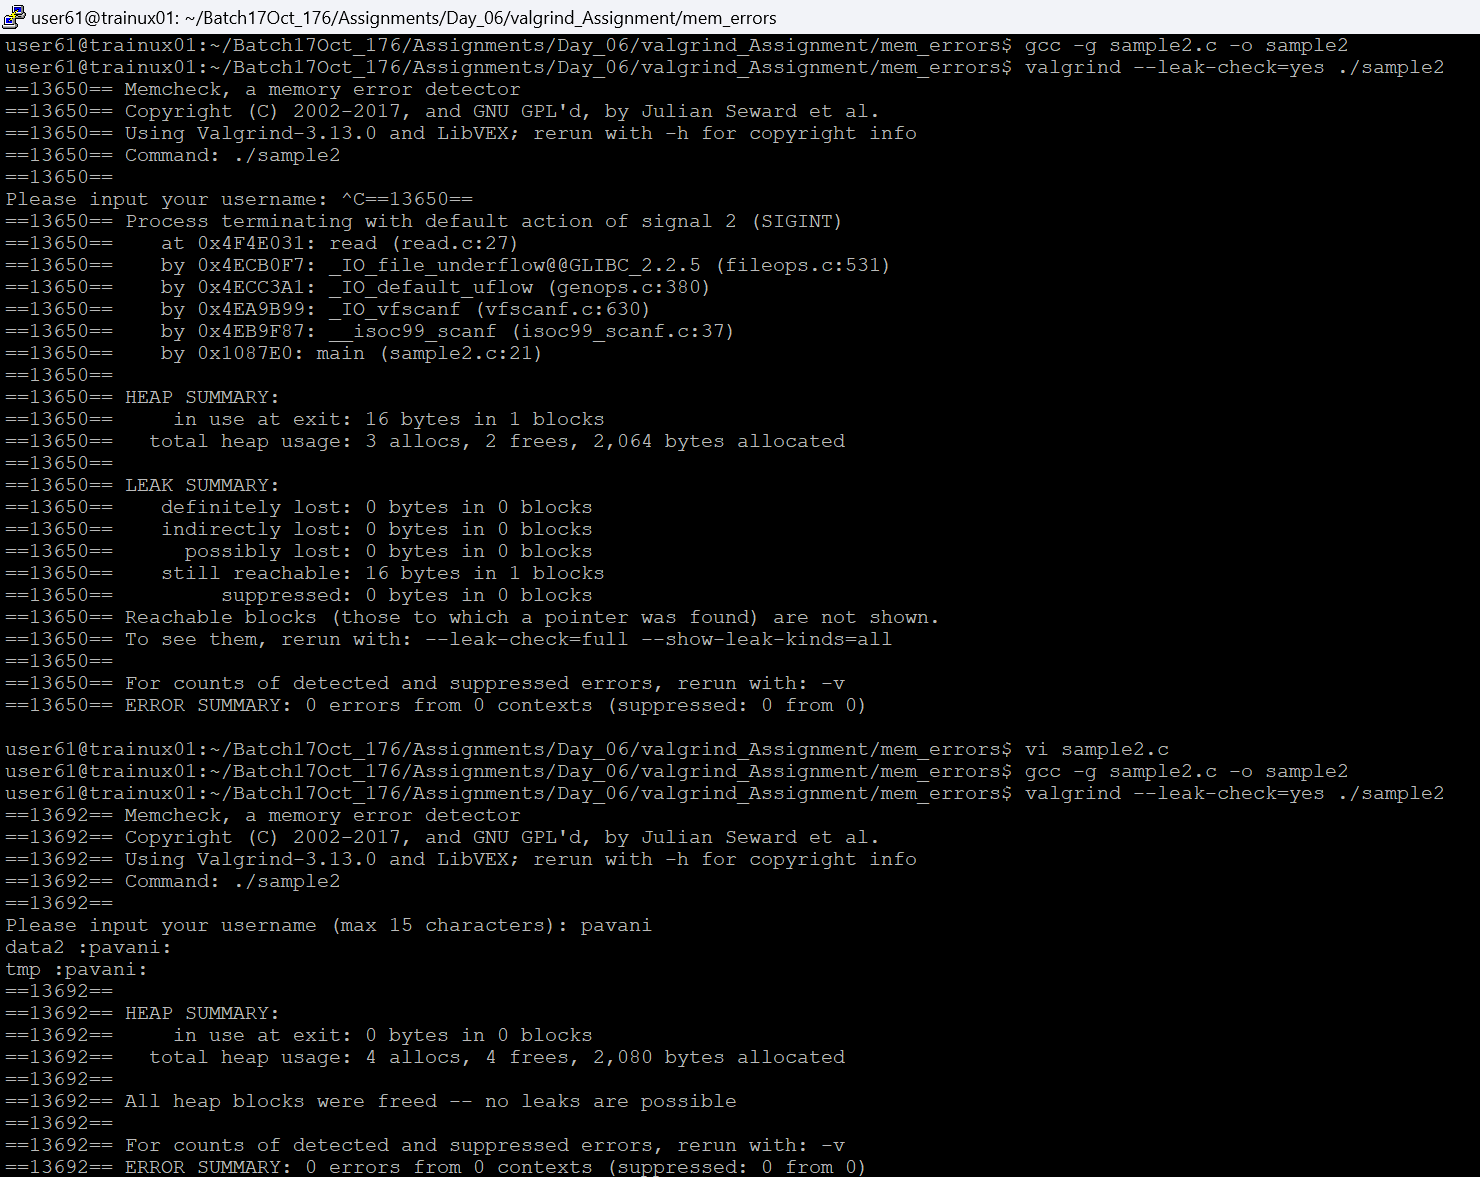 user61@trainux01: ~/Batch17Oct_176/Assignments/Day_06/valgrind_Assignment/mem_errors
user61@trainux01:~/Batch17Oct_176/Assignments/Day_06/valgrind_Assignment/mem_errors$ gcc -g sample2.c -o sample2
user61@trainux01:~/Batch17Oct_176/Assignments/Day_06/valgrind_Assignment/mem_errors$ valgrind --leak-check=yes ./sample2
==13650== Memcheck, a memory error detector
==13650== Copyright (C) 2002-2017, and GNU GPL'd, by Julian Seward et al.
==13650== Using Valgrind-3.13.0 and LibVEX; rerun with -h for copyright info
==13650== Command: ./sample2
==13650==
Please input your username: ^C==13650==
==13650== Process terminating with default action of signal 2 (SIGINT)
==13650==    at 0x4F4E031: read (read.c:27)
==13650==    by 0x4ECB0F7: _IO_file_underflow@@GLIBC_2.2.5 (fileops.c:531)
==13650==    by 0x4ECC3A1: _IO_default_uflow (genops.c:380)
==13650==    by 0x4EA9B99: _IO_vfscanf (vfscanf.c:630)
==13650==    by 0x4EB9F87: __isoc99_scanf (isoc99_scanf.c:37)
==13650==    by 0x1087E0: main (sample2.c:21)
==13650==
==13650== HEAP SUMMARY:
==13650==     in use at exit: 16 bytes in 1 blocks
==13650==   total heap usage: 3 allocs, 2 frees, 2,064 bytes allocated
==13650==
==13650== LEAK SUMMARY:
==13650==    definitely lost: 0 bytes in 0 blocks
==13650==    indirectly lost: 0 bytes in 0 blocks
==13650==      possibly lost: 0 bytes in 0 blocks
==13650==    still reachable: 16 bytes in 1 blocks
==13650==         suppressed: 0 bytes in 0 blocks
==13650== Reachable blocks (those to which a pointer was found) are not shown.
==13650== To see them, rerun with: --leak-check=full --show-leak-kinds=all
==13650==
==13650== For counts of detected and suppressed errors, rerun with: -v
==13650== ERROR SUMMARY: 0 errors from 0 contexts (suppressed: 0 from 0)

user61@trainux01:~/Batch17Oct_176/Assignments/Day_06/valgrind_Assignment/mem_errors$ vi sample2.c
user61@trainux01:~/Batch17Oct_176/Assignments/Day_06/valgrind_Assignment/mem_errors$ gcc -g sample2.c -o sample2
user61@trainux01:~/Batch17Oct_176/Assignments/Day_06/valgrind_Assignment/mem_errors$ valgrind --leak-check=yes ./sample2
==13692== Memcheck, a memory error detector
==13692== Copyright (C) 2002-2017, and GNU GPL'd, by Julian Seward et al.
==13692== Using Valgrind-3.13.0 and LibVEX; rerun with -h for copyright info
==13692== Command: ./sample2
==13692==
Please input your username (max 15 characters): pavani
data2 :pavani:
tmp :pavani:
==13692==
==13692== HEAP SUMMARY:
==13692==     in use at exit: 0 bytes in 0 blocks
==13692==   total heap usage: 4 allocs, 4 frees, 2,080 bytes allocated
==13692==
==13692== All heap blocks were freed -- no leaks are possible
==13692==
==13692== For counts of detected and suppressed errors, rerun with: -v
==13692== ERROR SUMMARY: 0 errors from 0 contexts (suppressed: 0 from 0)